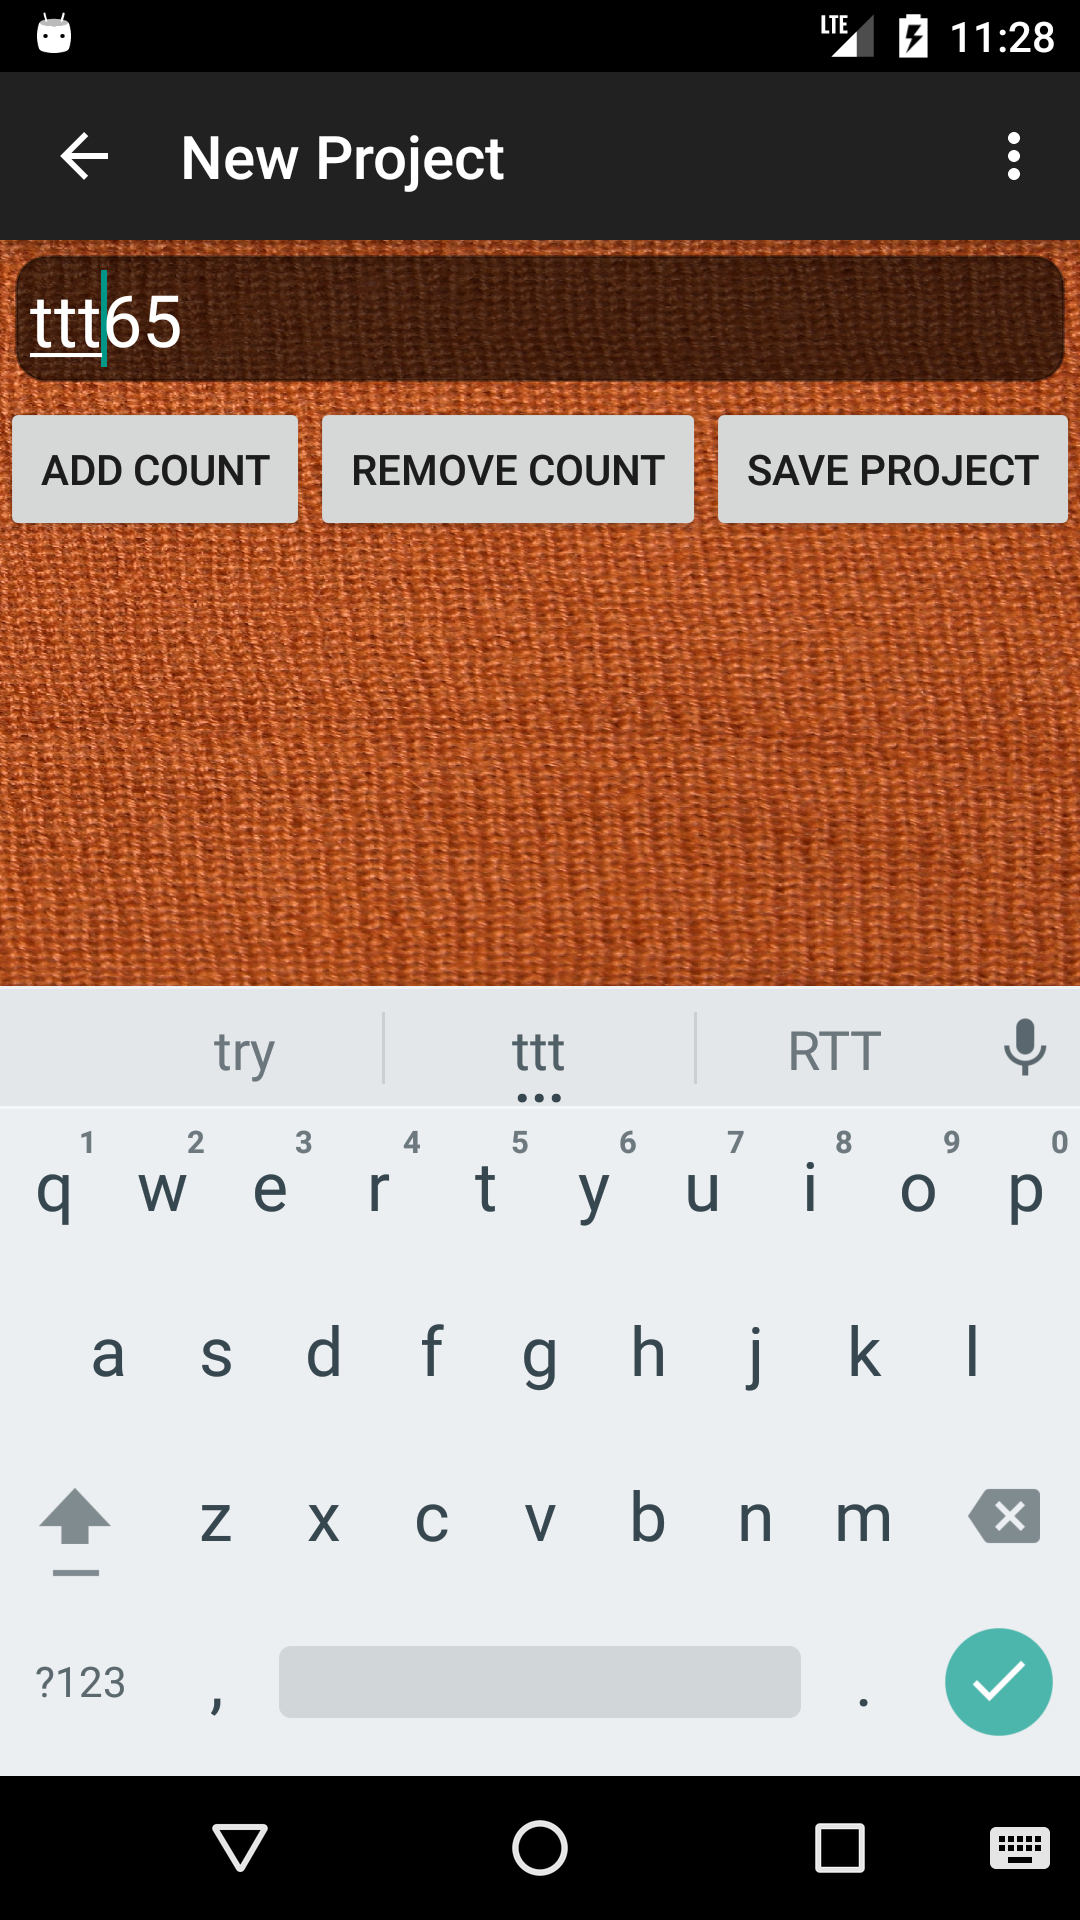 LTE 11:28
New Project
ttt65
ADD COUNT REMOVE COUNT SAVE PROJECT
try ttt RTT
1 2 3 4 5 6 7 8 9 0
q w e r t y u i o p
a s d f g h j k l
z x c v b n m
?123 , .